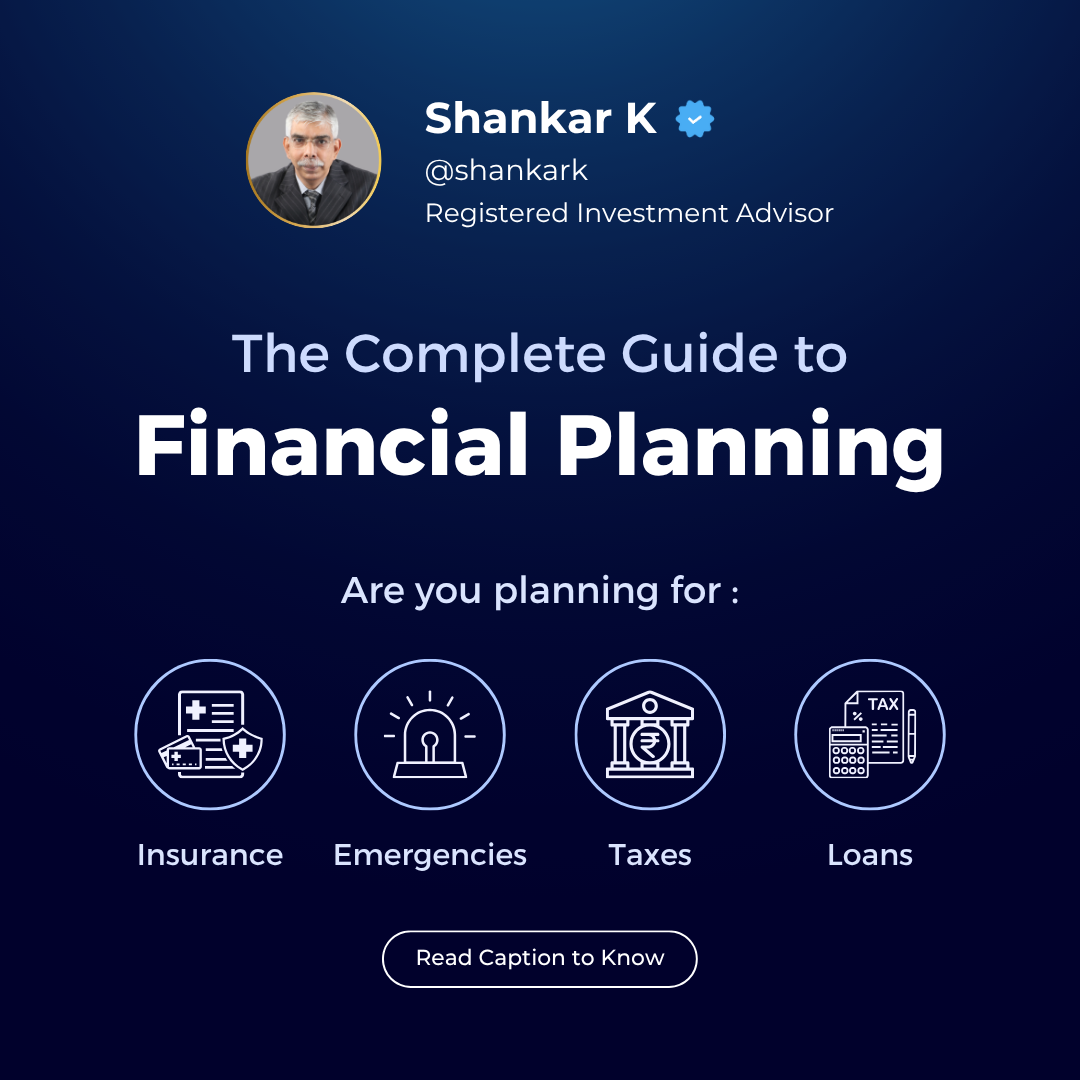 Shankar K
@shankark
Registered Investment Advisor
The Complete Guide to
Financial Planning
Are you planning for :
₹
TAX
%
Insurance
Emergencies
Taxes
Loans
Read Caption to Know